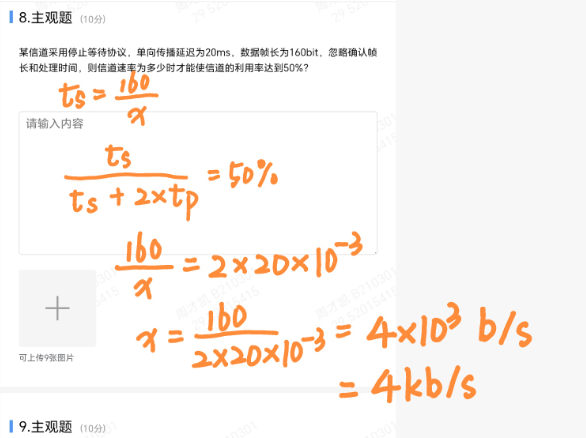 8.主观题 (10分)
某信道采用停止等待协议，单向传播延迟为20ms，数据帧长为160bit，忽略确认帧
长和处理时间，则信道速率为多少时才能使信道的利用率达到50%?
ts = 160/x
请输入内容
ts/(ts + 2×tp) = 50%
160/x = 2×20×10^-3
x = 160/(2×20×10^-3) = 4×10^3 b/s
= 4kb/s
可上传9张图片
9.主观题 (10分)